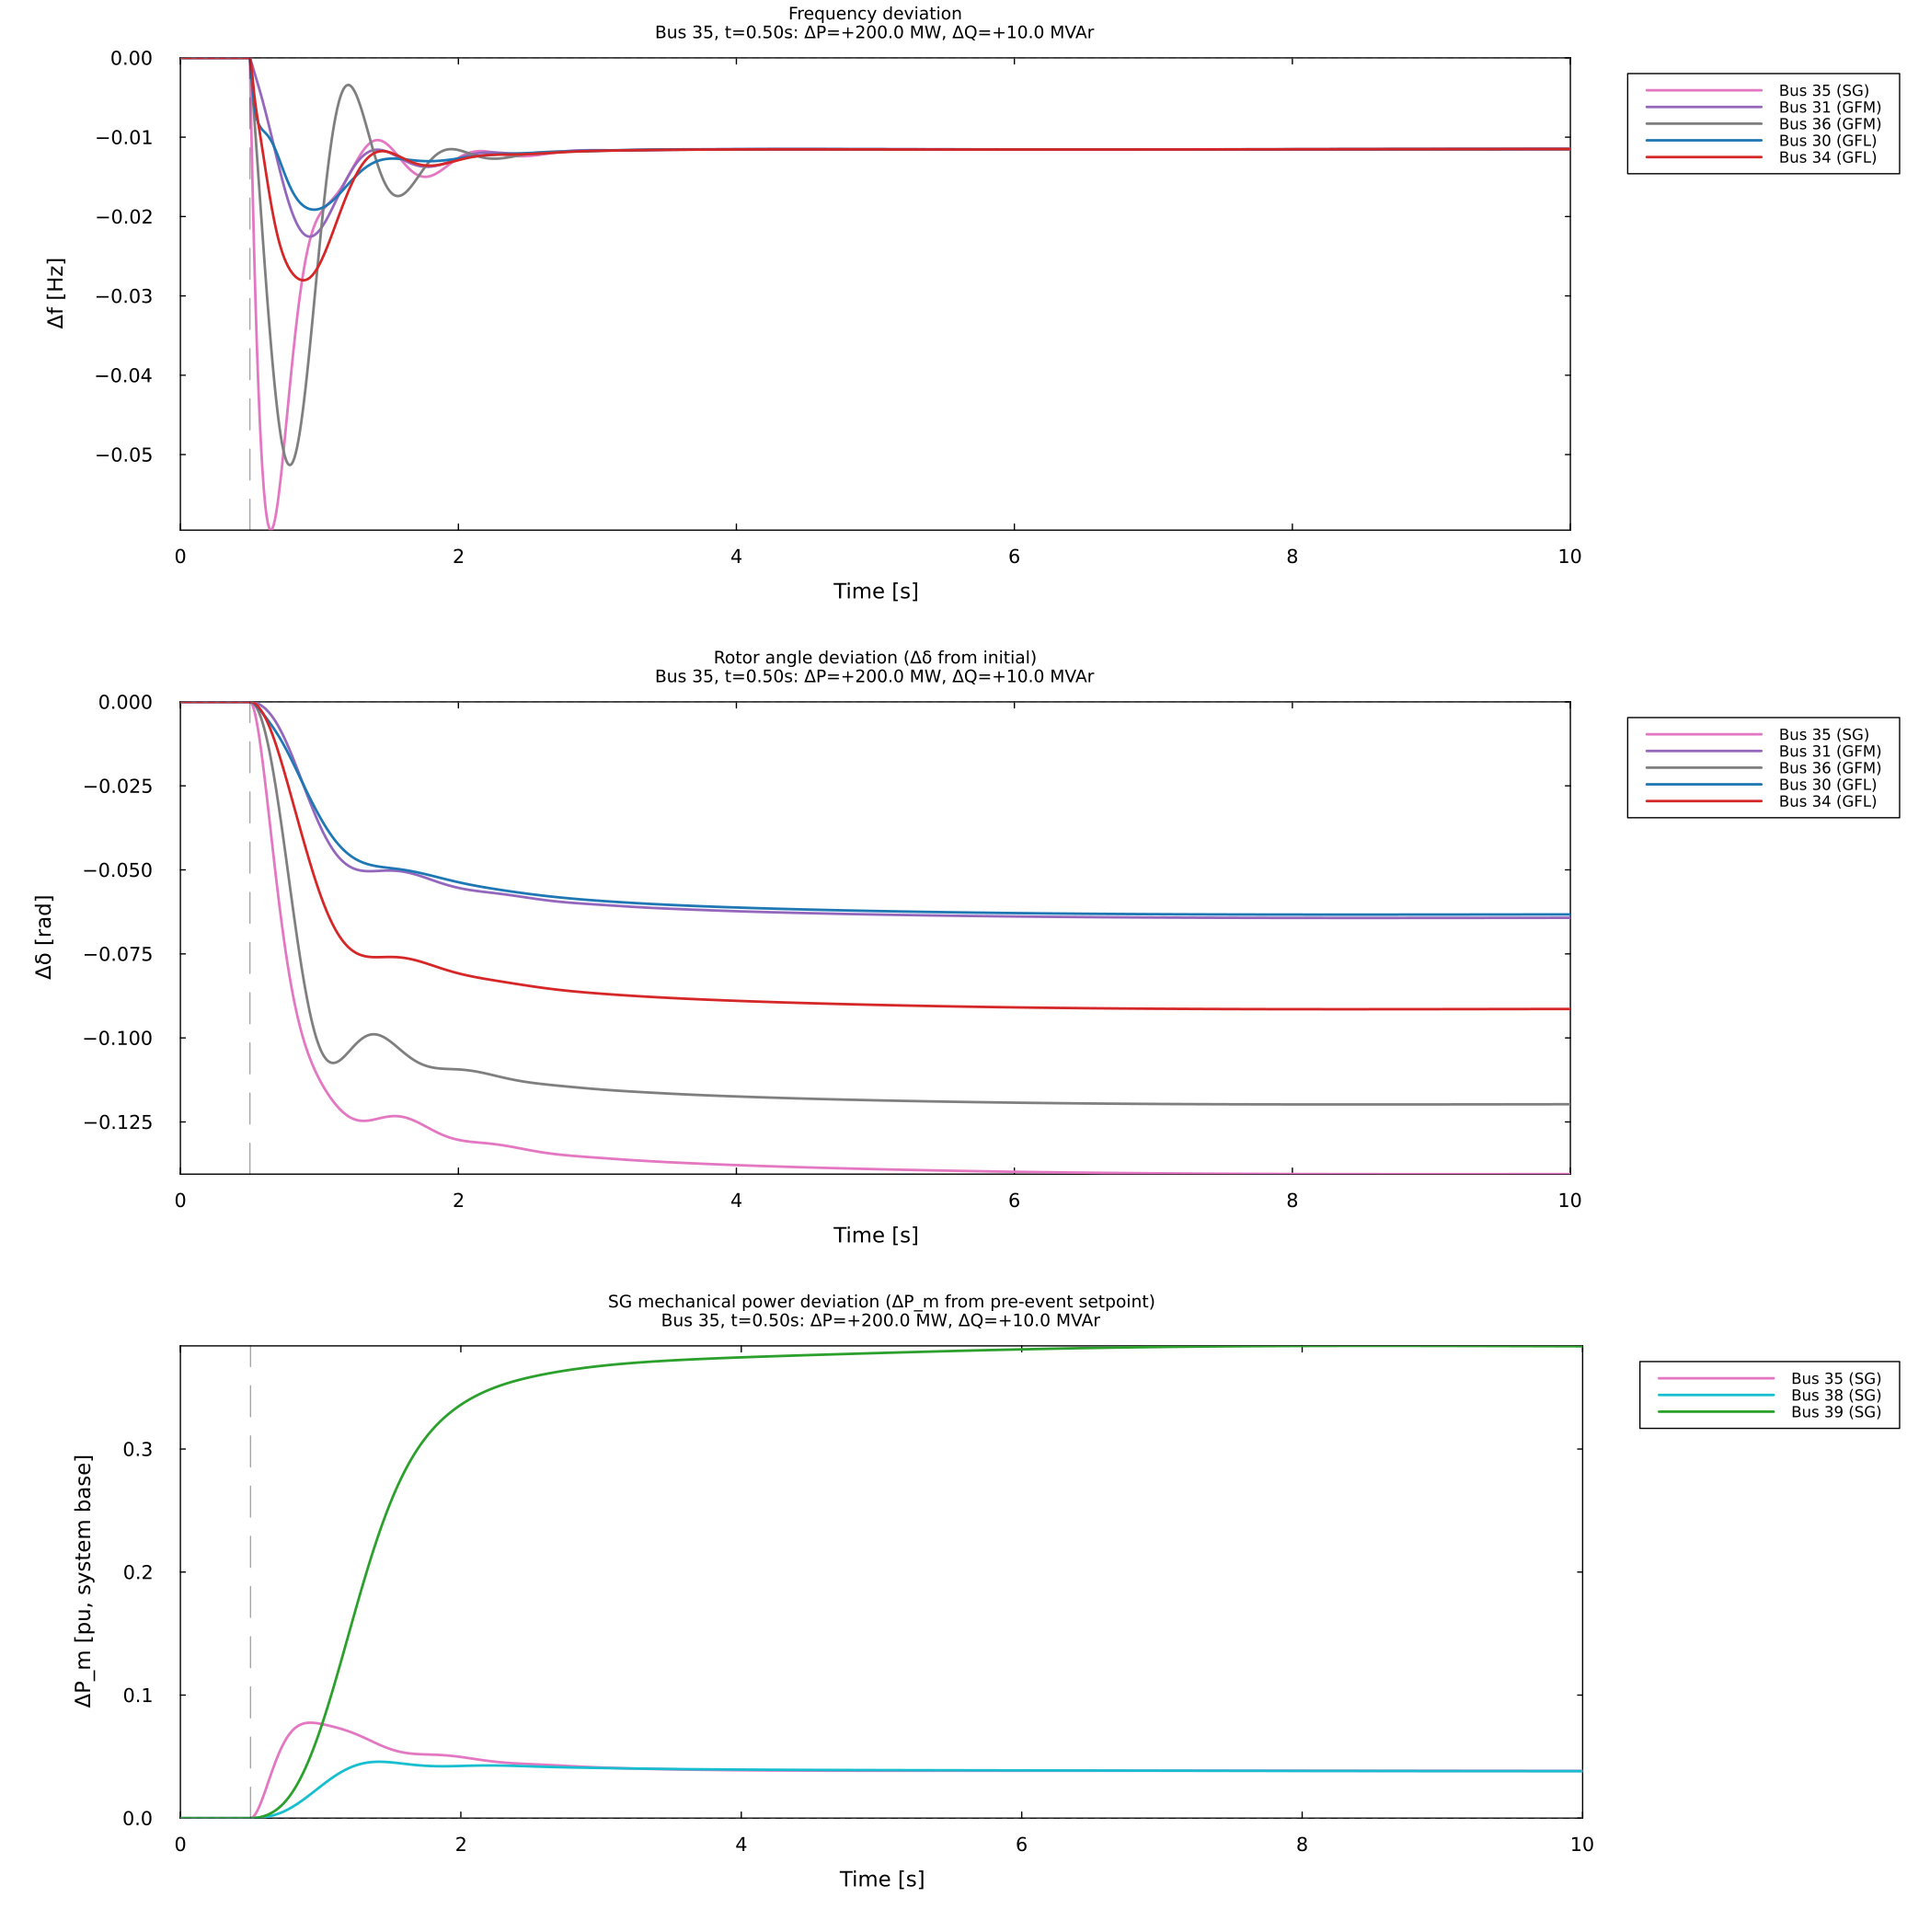 Frequency deviation
Bus 35, t=0.50s: ΔP=+200.0 MW, ΔQ=+10.0 MVAr
0.00
−0.01
−0.02
−0.03
−0.04
−0.05
Δf [Hz]
0 2 4 6 8 10
Time [s]
Bus 35 (SG)
Bus 31 (GFM)
Bus 36 (GFM)
Bus 30 (GFL)
Bus 34 (GFL)
Rotor angle deviation (Δδ from initial)
Bus 35, t=0.50s: ΔP=+200.0 MW, ΔQ=+10.0 MVAr
0.000
−0.025
−0.050
−0.075
−0.100
−0.125
Δδ [rad]
0 2 4 6 8 10
Time [s]
Bus 35 (SG)
Bus 31 (GFM)
Bus 36 (GFM)
Bus 30 (GFL)
Bus 34 (GFL)
SG mechanical power deviation (ΔP_m from pre-event setpoint)
Bus 35, t=0.50s: ΔP=+200.0 MW, ΔQ=+10.0 MVAr
0.3
0.2
0.1
0.0
ΔP_m [pu, system base]
0 2 4 6 8 10
Time [s]
Bus 35 (SG)
Bus 38 (SG)
Bus 39 (SG)